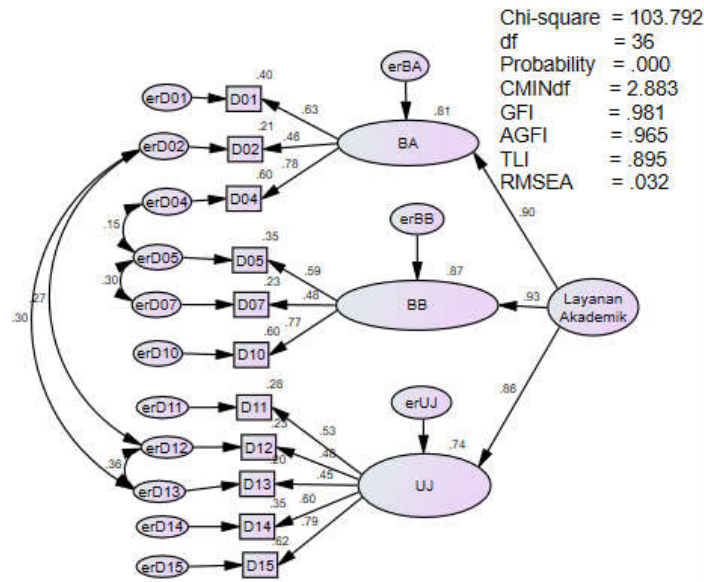 Chi-square = 103.792
df = 36
Probability = .000
CMINdf = 2.883
GFI = .981
AGFI = .965
TLI = .895
RMSEA = .032
erBA
.40
erD01
D01
.63
.81
.21
erD02
D02
.46
BA
.78
.60
erD04
D04
.90
.15
erBB
.35
erD05
D05
.59
.87
.23
.30
.27
erD07
D07
.48
BB
.93
Layanan
Akademik
.30
.77
.60
erD10
D10
.86
.28
erUJ
erD11
D11
.53
.23
erD12
D12
.74
.46
.20
.36
.45
UJ
erD13
D13
.60
.35
erD14
D14
.79
.62
erD15
D15